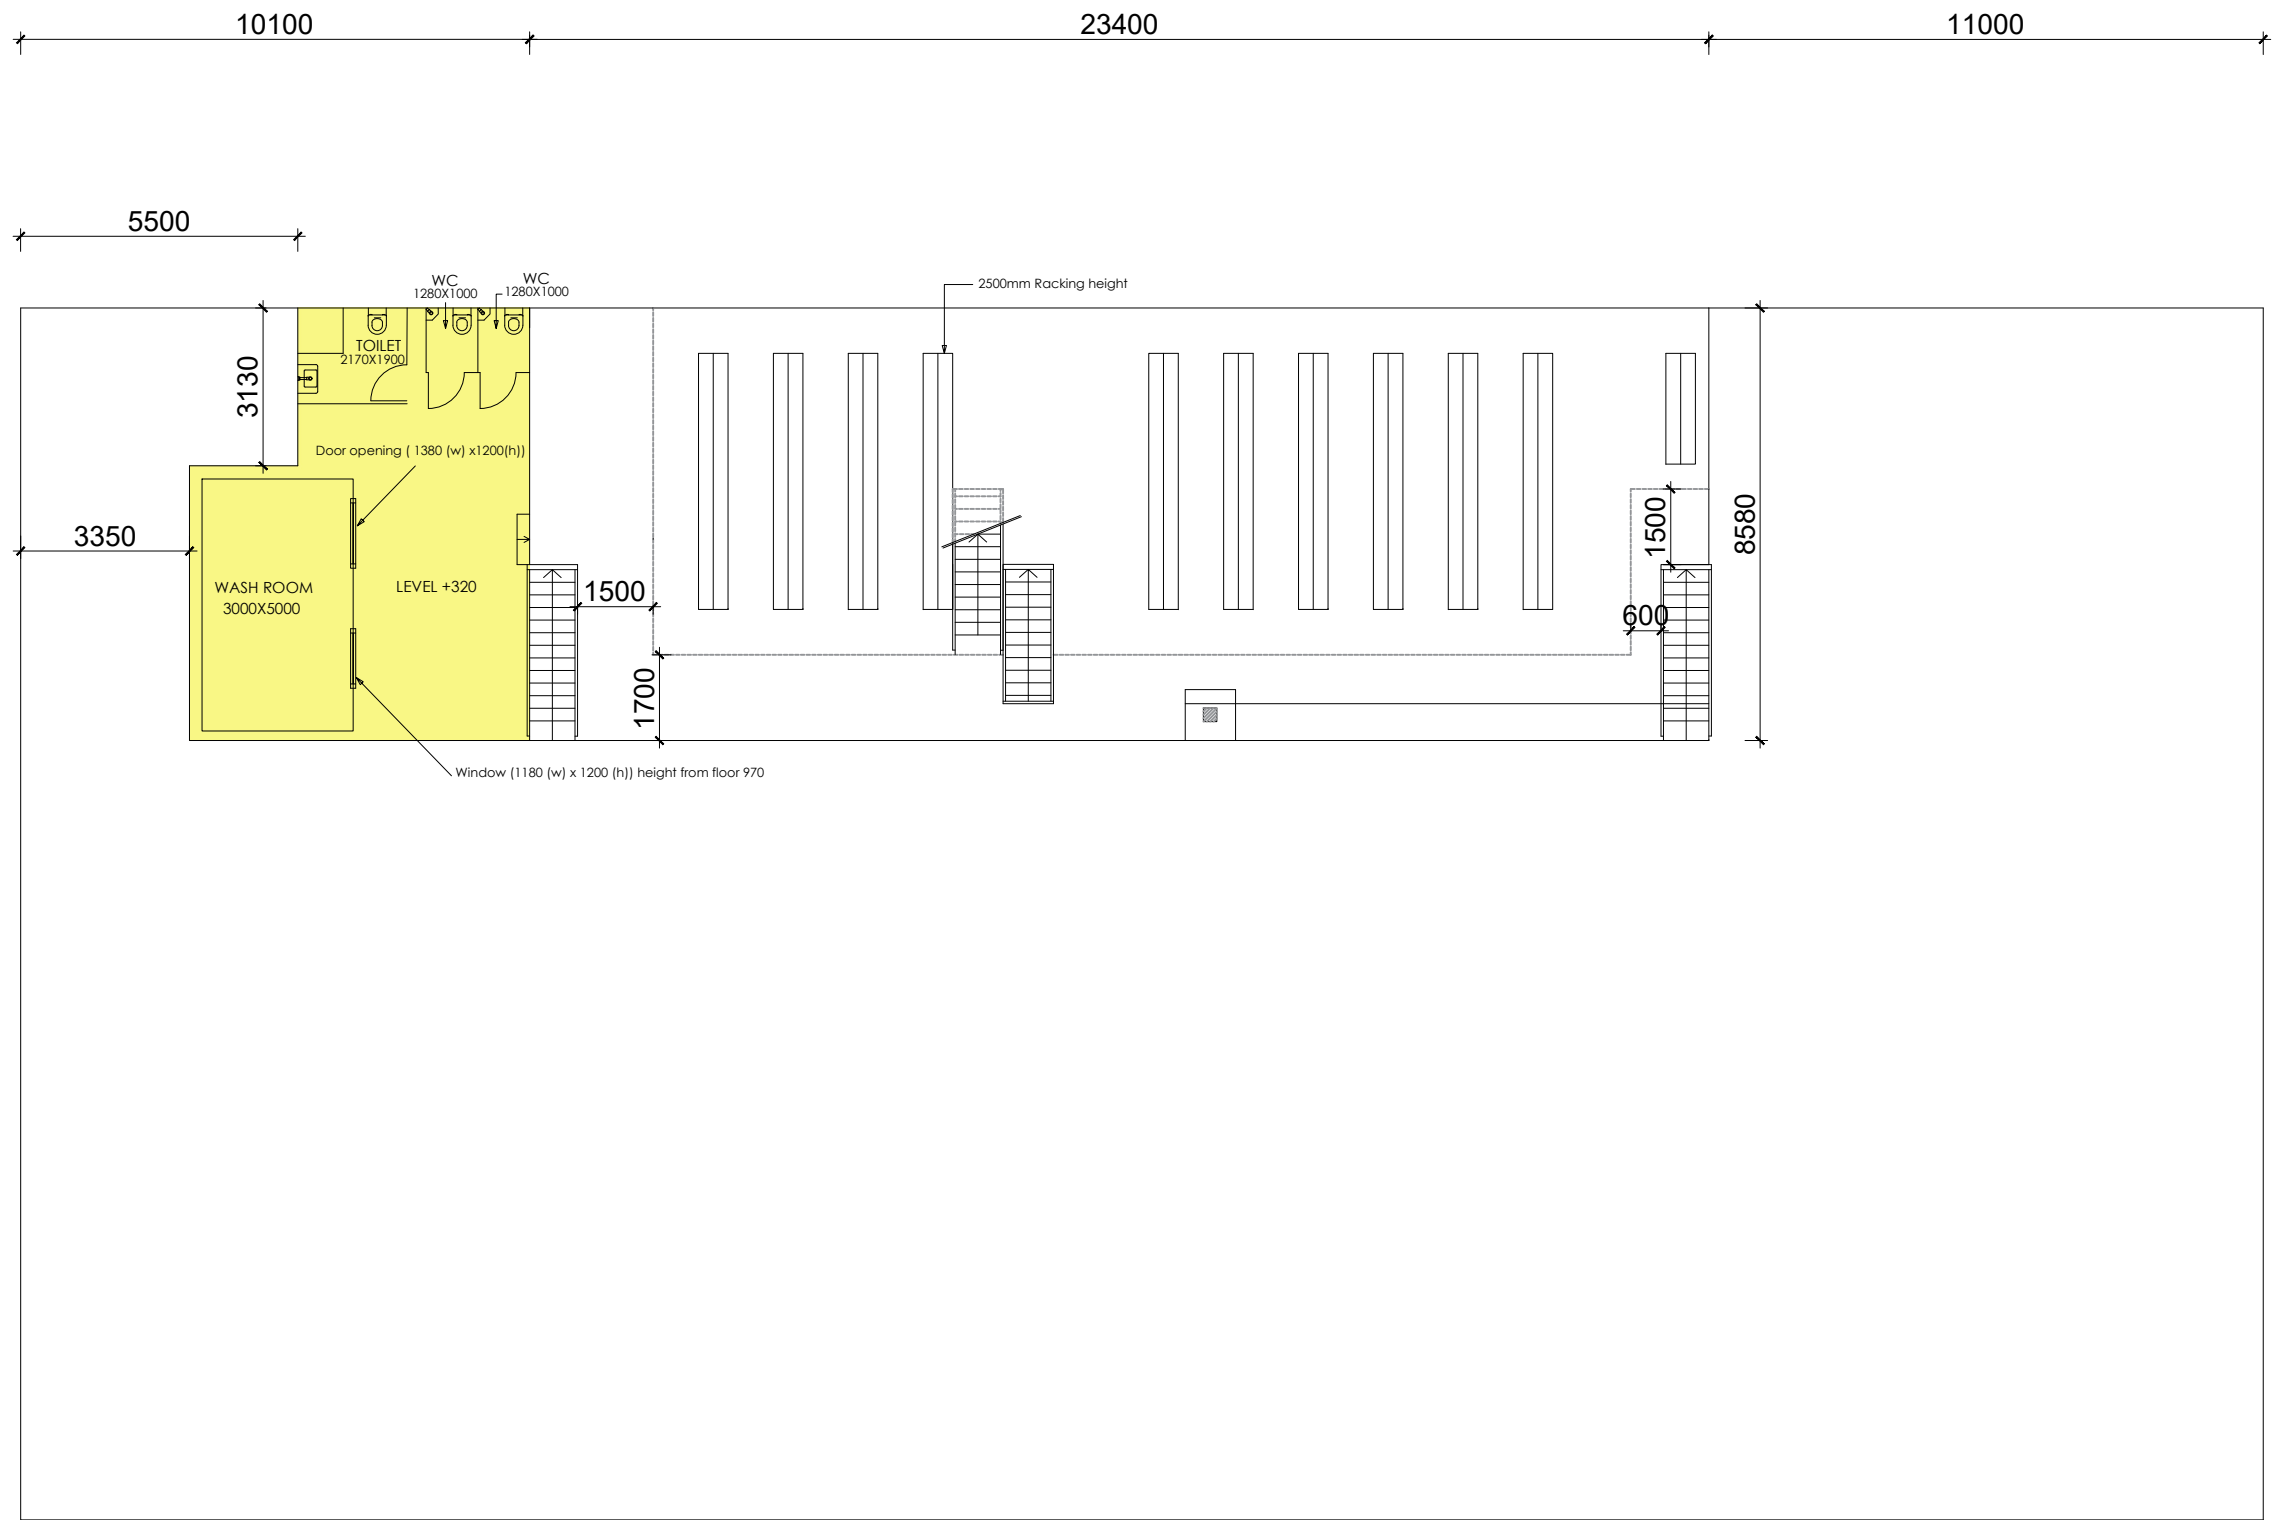 10100
23400
11000
5500
WC
1280X1000
WC
1280X1000
2500mm Racking height
TOILET
2170X1900
3130
Door opening ( 1380 (w) x1200(h))
3350
1500
8580
WASH ROOM
3000X5000
LEVEL +320
1500
600
1700
Window (1180 (w) x 1200 (h)) height from floor 970